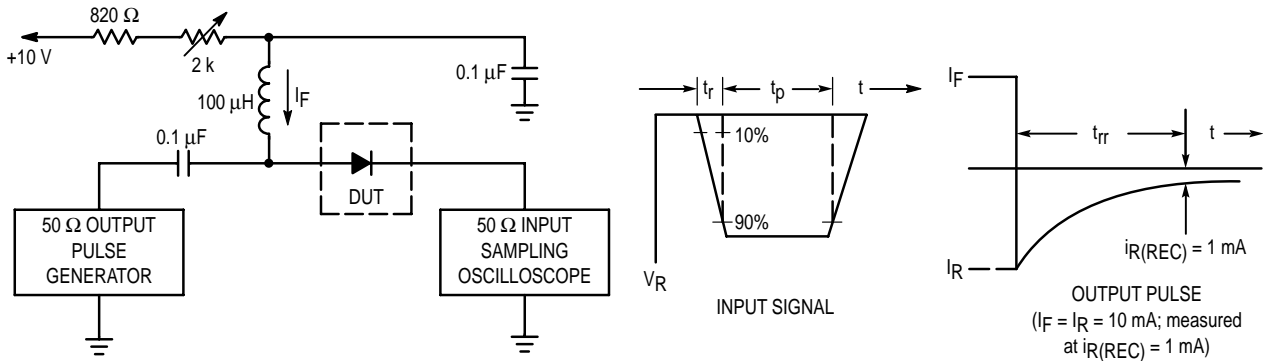 820 Ω
+10 V
2 k
100 μH
I_F
0.1 μF
0.1 μF
DUT
50 Ω OUTPUT
PULSE
GENERATOR
50 Ω INPUT
SAMPLING
OSCILLOSCOPE
t_r
t_p
t
10%
90%
V_R
INPUT SIGNAL
I_F
t_rr
t
I_R
i_R(REC) = 1 mA
OUTPUT PULSE
(I_F = I_R = 10 mA; measured
at i_R(REC) = 1 mA)